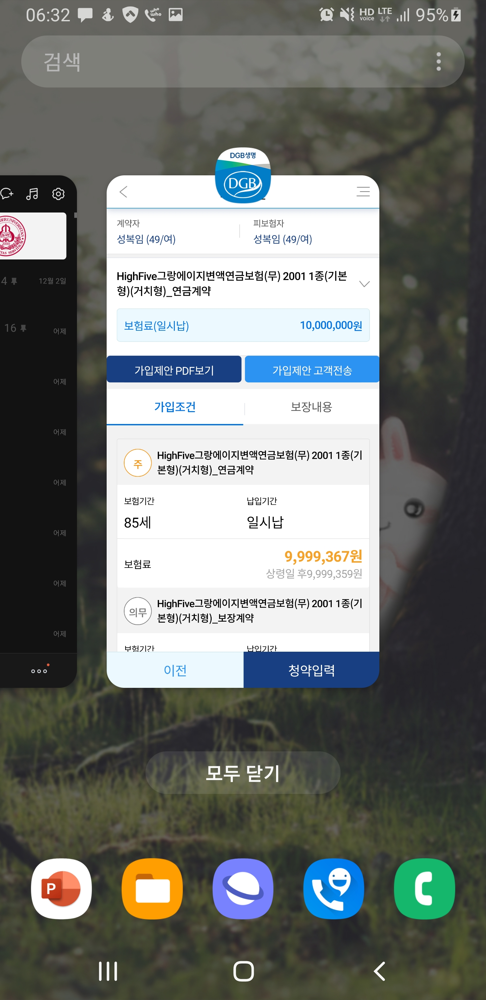 06:32
who
who
HD
voice
LTE
95%
검색
DGB생명
DGB
계약자
피보험자
성복임 (49/여)
성복임 (49/여)
HighFive그랑에이지변액연금보험(무) 2001 1종(기본
형)(거치형)_연금계약
보험료(일시납)
10,000,000원
가입제안 PDF보기
가입제안 고객전송
가입조건
보장내용
주
HighFive그랑에이지변액연금보험(무) 2001 1종(기
본형)(거치형)_연금계약
보험기간
납입기간
85세
일시납
보험료
9,999,367원
상령일 후9,999,359원
의무
HighFive그랑에이지변액연금보험(무) 2001 1종(기
본형)(거치형)_보장계약
보험기간
납입기간
이전
청약입력
2000
4
12월 2일
16
어제
어제
어제
어제
어제
어제
어제
모두 닫기
P